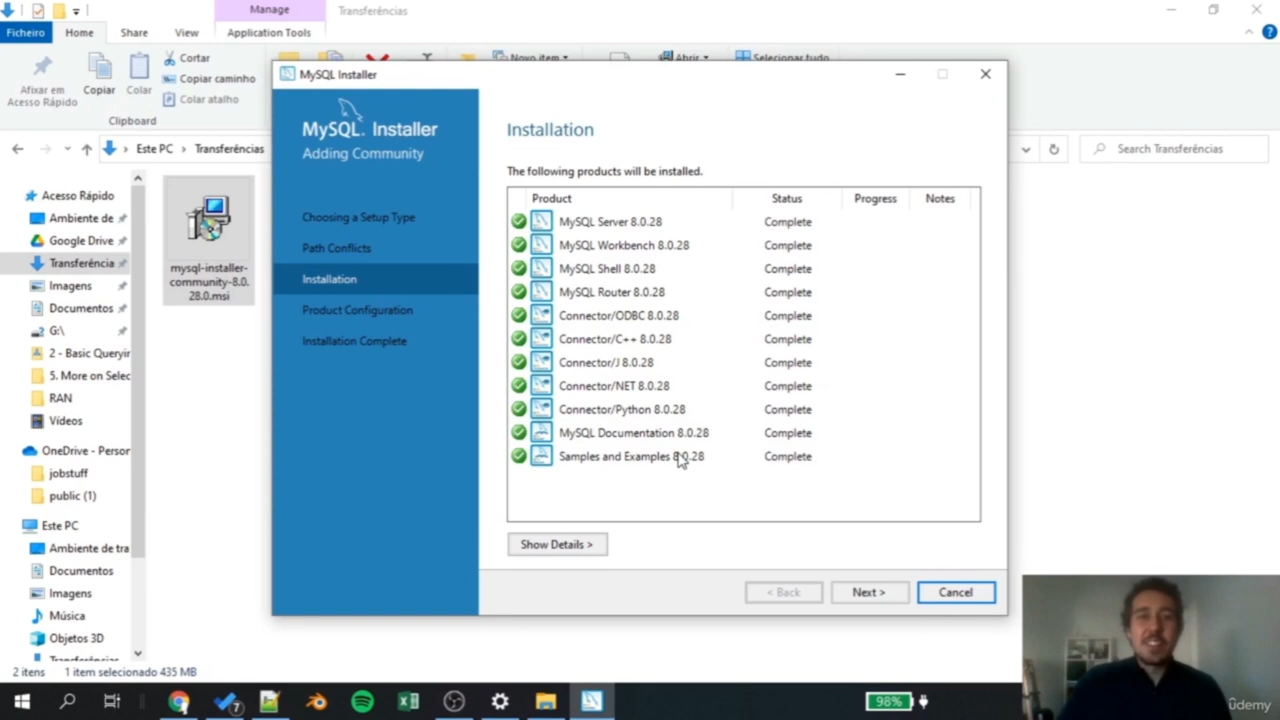 Manage
Transferências
Ficheiro
Home
Share
View
Application Tools
Afixar em
Acesso Rápido
Copiar
Colar
Cortar
Copiar caminho
Colar atalho
Clipboard
Novo item
Abrir
Selecionar tudo
Este PC
Transferências
Search Transferências
Acesso Rápido
Ambiente de
Google Drive
Transferência
Imagens
Documentos
G:\
2 - Basic Queryin
5. More on Selec
RAN
Vídeos
OneDrive - Person
jobstuff
public (1)
Este PC
Ambiente de tra
Documentos
Imagens
Música
Objetos 3D
Transferências
2 itens
1 item selecionado 435 MB
mysql-installer-
community-8.0.
28.0.msi
MySQL Installer
MySQL. Installer
Adding Community
Choosing a Setup Type
Path Conflicts
Installation
Product Configuration
Installation Complete
Installation
The following products will be installed.
Product Status Progress Notes
MySQL Server 8.0.28 Complete
MySQL Workbench 8.0.28 Complete
MySQL Shell 8.0.28 Complete
MySQL Router 8.0.28 Complete
Connector/ODBC 8.0.28 Complete
Connector/C++ 8.0.28 Complete
Connector/J 8.0.28 Complete
Connector/NET 8.0.28 Complete
Connector/Python 8.0.28 Complete
MySQL Documentation 8.0.28 Complete
Samples and Examples 8.0.28 Complete
Show Details >
< Back
Next >
Cancel
7
98%
ûdemy